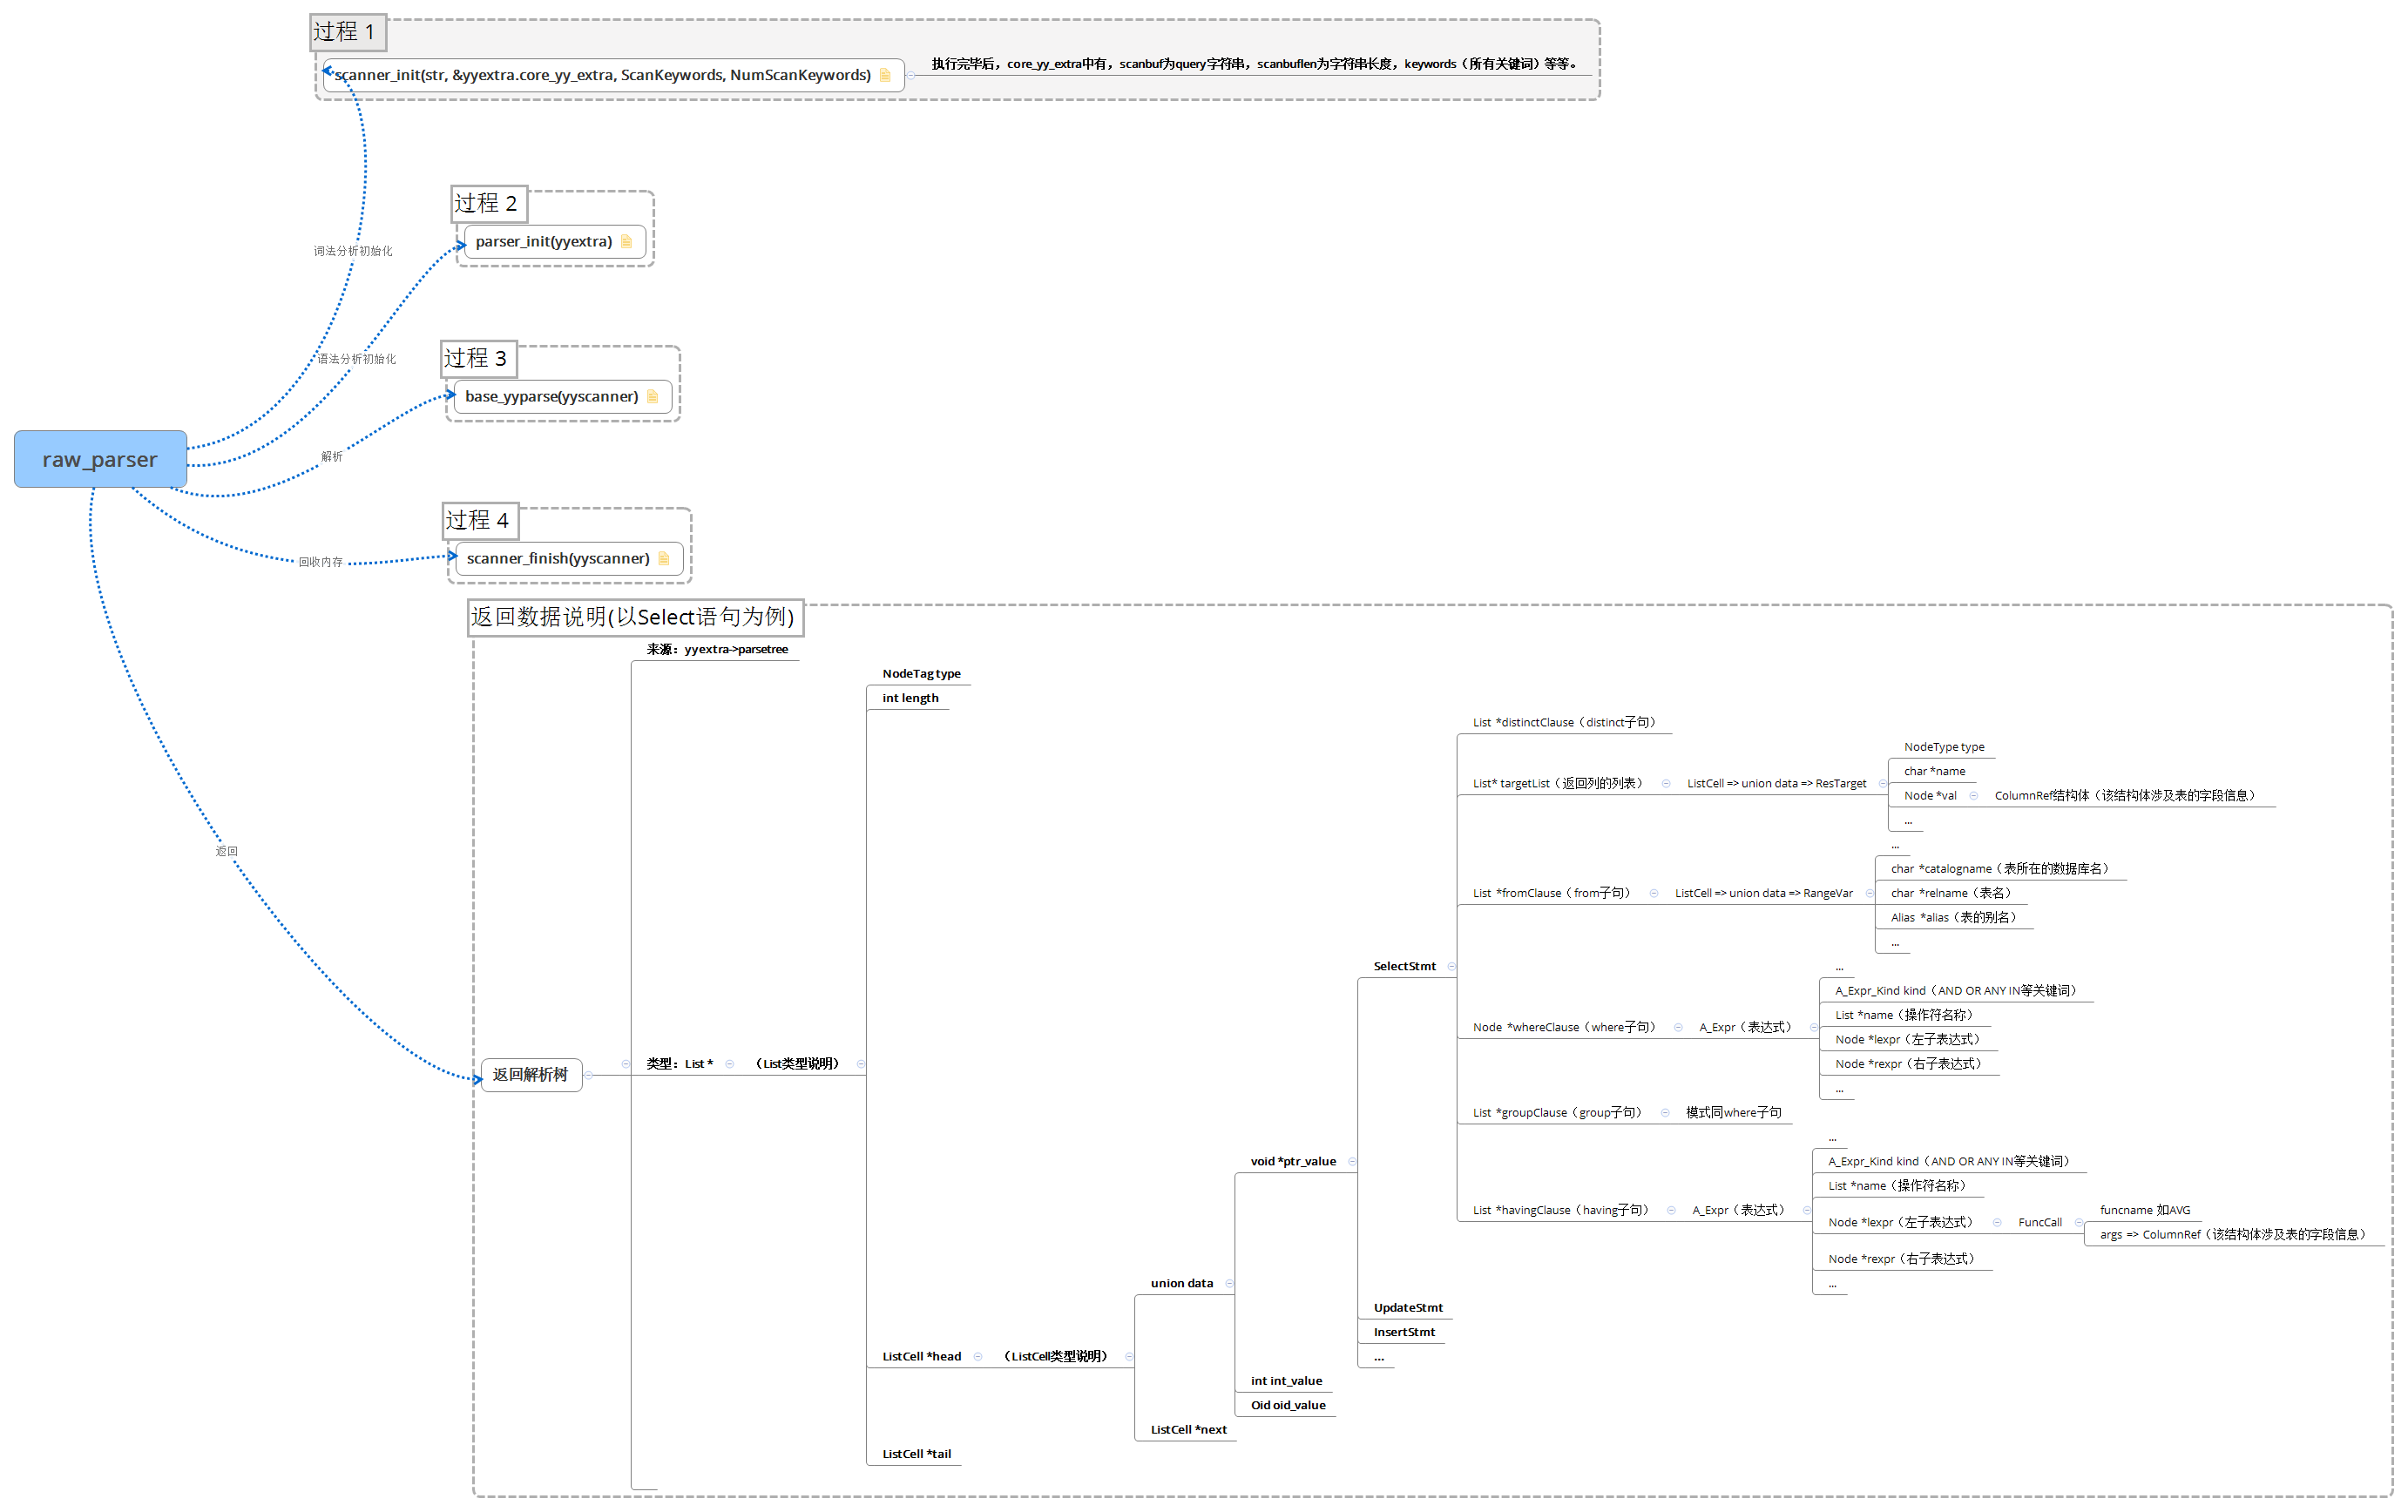 过程 1
scanner_init(str, &yyextra.core_yy_extra, ScanKeywords, NumScanKeywords)
执行完毕后，core_yy_extra中有，scanbuf为query字符串，scanbuflen为字符串长度，keywords（所有关键词）等等。
过程 2
词法分析初始化
parser_init(yyextra)
过程 3
语法分析初始化
base_yyparse(yyscanner)
raw_parser
解析
过程 4
回收内存
scanner_finish(yyscanner)
返回数据说明(以Select语句为例)
来源：yyextra->parsetree
NodeTag type
int length
List *distinctClause（distinct子句）
NodeType type
List* targetList（返回列的列表）
ListCell => union data => ResTarget
char *name
Node *val
ColumnRef结构体（该结构体涉及表的字段信息）
...
返回
...
char *catalogname（表所在的数据库名）
List *fromClause（from子句）
ListCell => union data => RangeVar
char *relname（表名）
Alias *alias（表的别名）
...
SelectStmt
...
A_Expr_Kind kind（AND OR ANY IN等关键词）
List *name（操作符名称）
Node *whereClause（where子句）
A_Expr（表达式）
Node *lexpr（左子表达式）
Node *rexpr（右子表达式）
...
返回解析树
类型：List *
（List类型说明）
List *groupClause（group子句）
模式同where子句
...
void *ptr_value
A_Expr_Kind kind（AND OR ANY IN等关键词）
List *name（操作符名称）
List *havingClause（having子句）
A_Expr（表达式）
Node *lexpr（左子表达式）
FuncCall
funcname 如AVG
args => ColumnRef（该结构体涉及表的字段信息）
Node *rexpr（右子表达式）
...
union data
UpdateStmt
InsertStmt
...
ListCell *head
（ListCell类型说明）
int int_value
Oid oid_value
ListCell *next
ListCell *tail